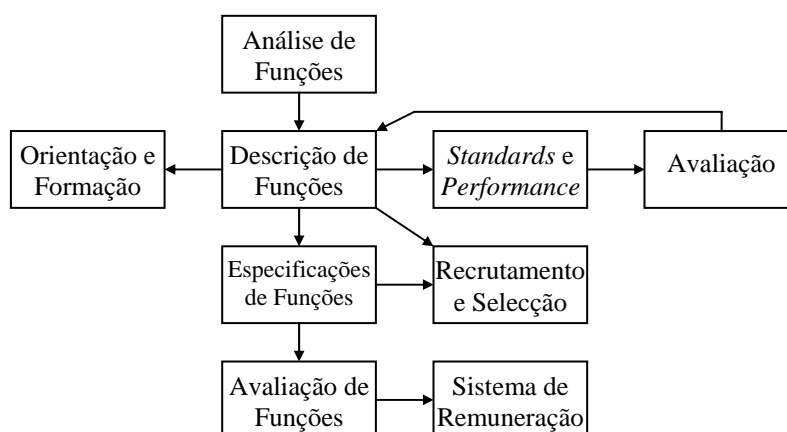 Análise de
Funções
Orientação e
Formação
Descrição de
Funções
Standards e
Performance
Avaliação
Especificações
de Funções
Recrutamento
e Selecção
Avaliação de
Funções
Sistema de
Remuneração